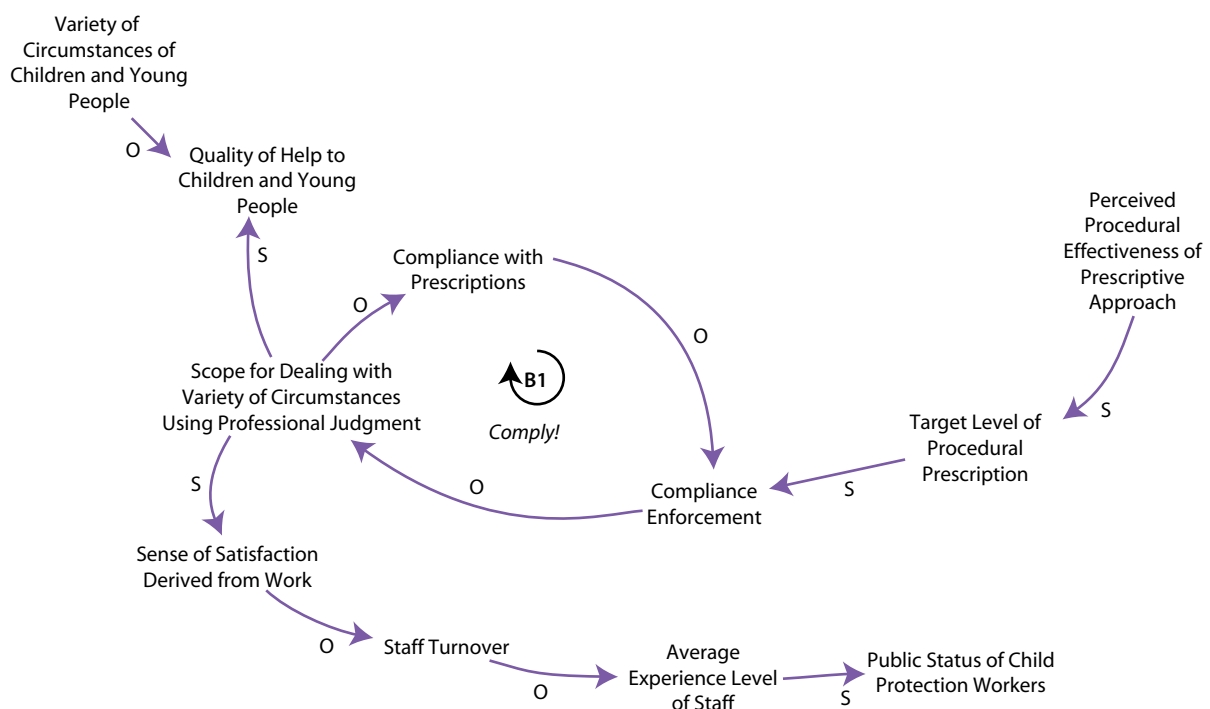 Variety of
Circumstances of
Children and Young
People
O
Quality of Help to
Children and Young
People
S
Compliance with
Prescriptions
O
O
Perceived
Procedural
Effectiveness of
Prescriptive
Approach
S
B1
Comply!
Scope for Dealing with
Variety of Circumstances
Using Professional Judgment
Target Level of
Procedural
Prescription
S
O
Compliance
Enforcement
S
Sense of Satisfaction
Derived from Work
O
Staff Turnover
O
Average
Experience Level
of Staff
S
Public Status of Child
Protection Workers